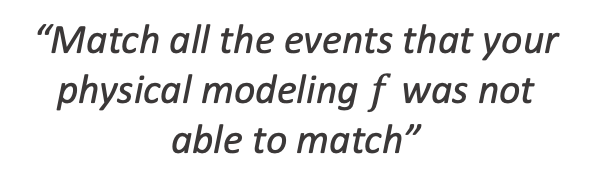 “Match all the events that your
physical modeling f was not
able to match”